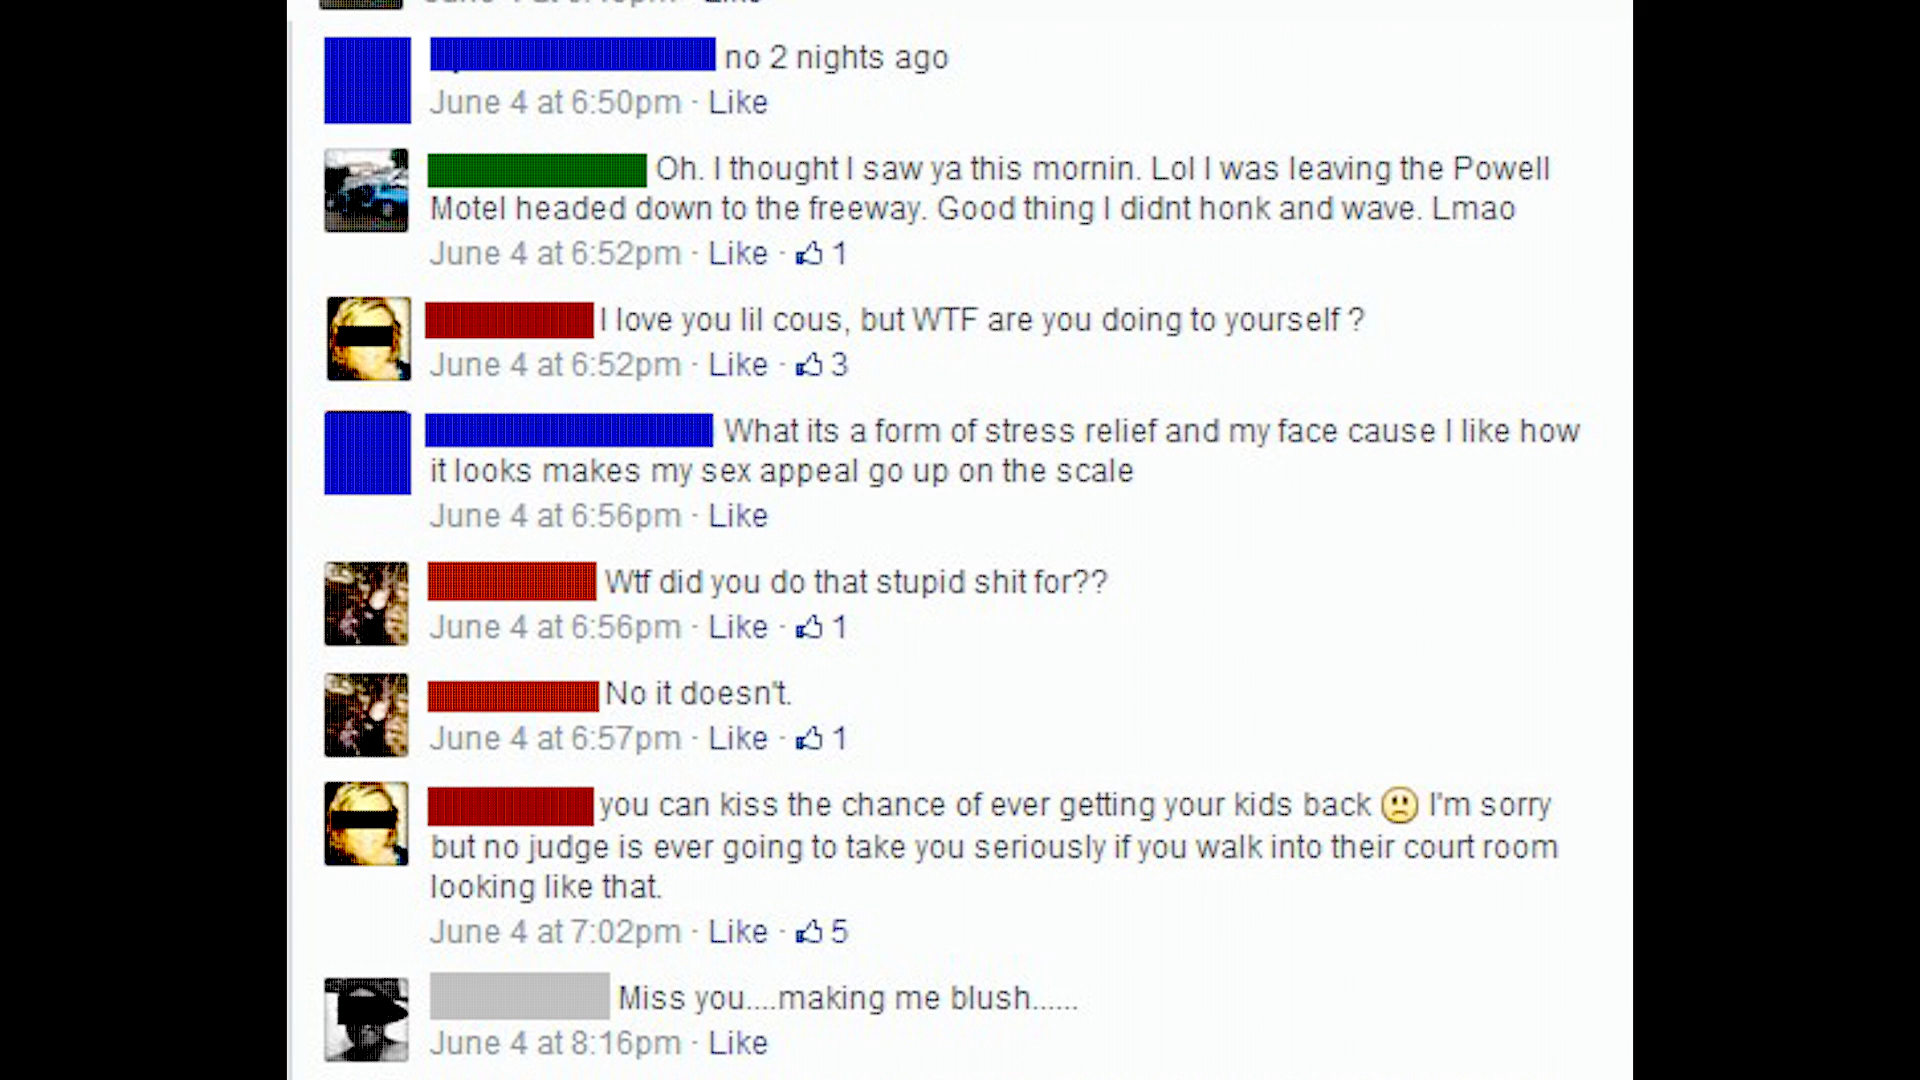 no 2 nights ago
June 4 at 6:50pm · Like
Oh. I thought I saw ya this mornin. Lol I was leaving the Powell
Motel headed down to the freeway. Good thing I didnt honk and wave. Lmao
June 4 at 6:52pm · Like · 1
I love you lil cous, but WTF are you doing to yourself ?
June 4 at 6:52pm · Like · 3
What its a form of stress relief and my face cause I like how
it looks makes my sex appeal go up on the scale
June 4 at 6:56pm · Like
Wtf did you do that stupid shit for??
June 4 at 6:56pm · Like · 1
No it doesn't.
June 4 at 6:57pm · Like · 1
you can kiss the chance of ever getting your kids back I'm sorry
but no judge is ever going to take you seriously if you walk into their court room
looking like that.
June 4 at 7:02pm · Like · 5
Miss you....making me blush......
June 4 at 8:16pm · Like